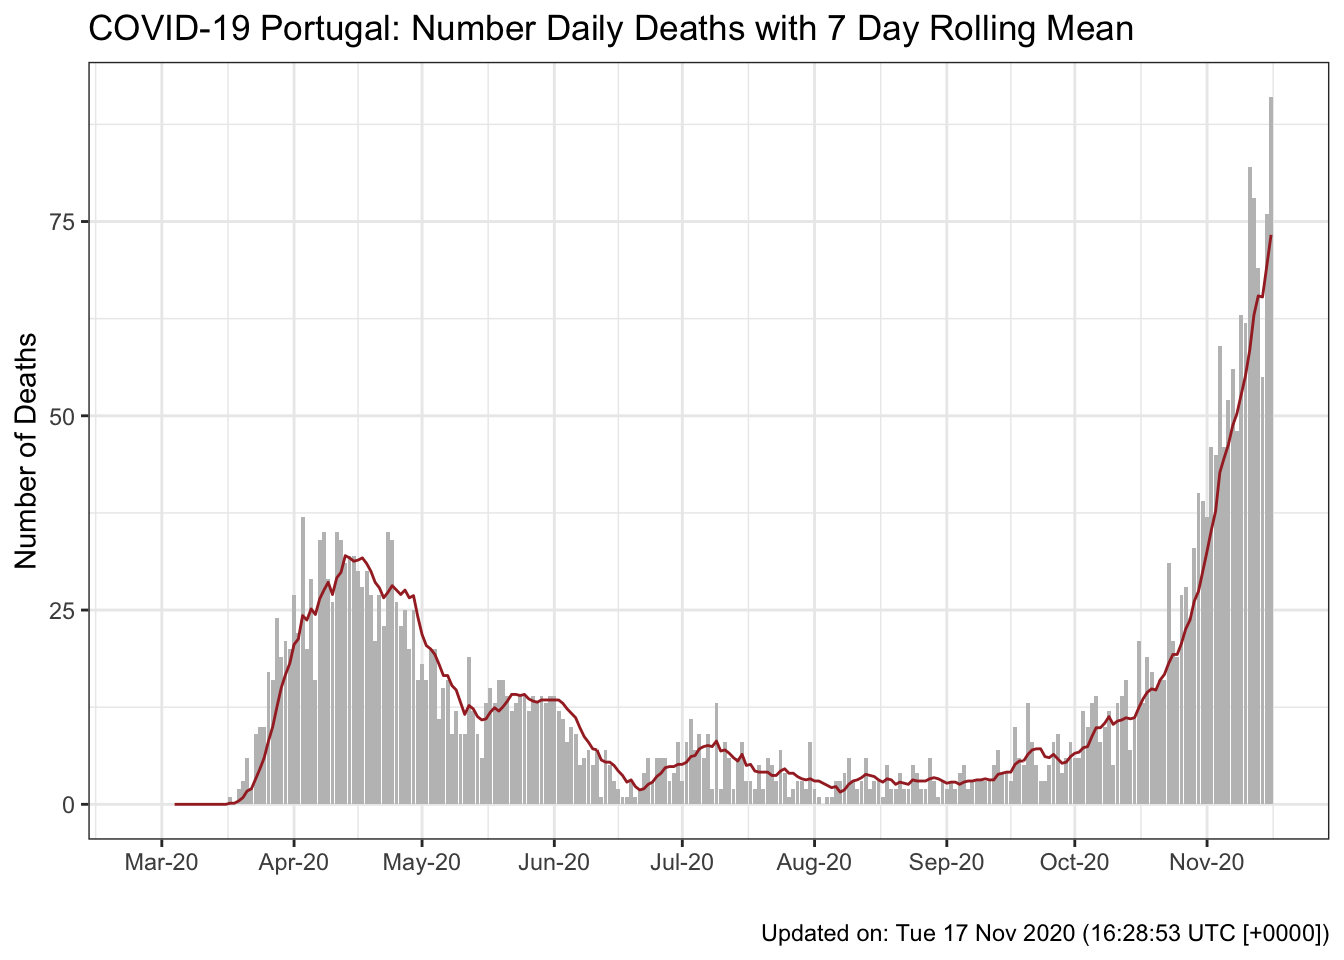 COVID-19 Portugal: Number Daily Deaths with 7 Day Rolling Mean
Number of Deaths
75
50
25
0
Mar-20 Apr-20 May-20 Jun-20 Jul-20 Aug-20 Sep-20 Oct-20 Nov-20
Updated on: Tue 17 Nov 2020 (16:28:53 UTC [+0000])